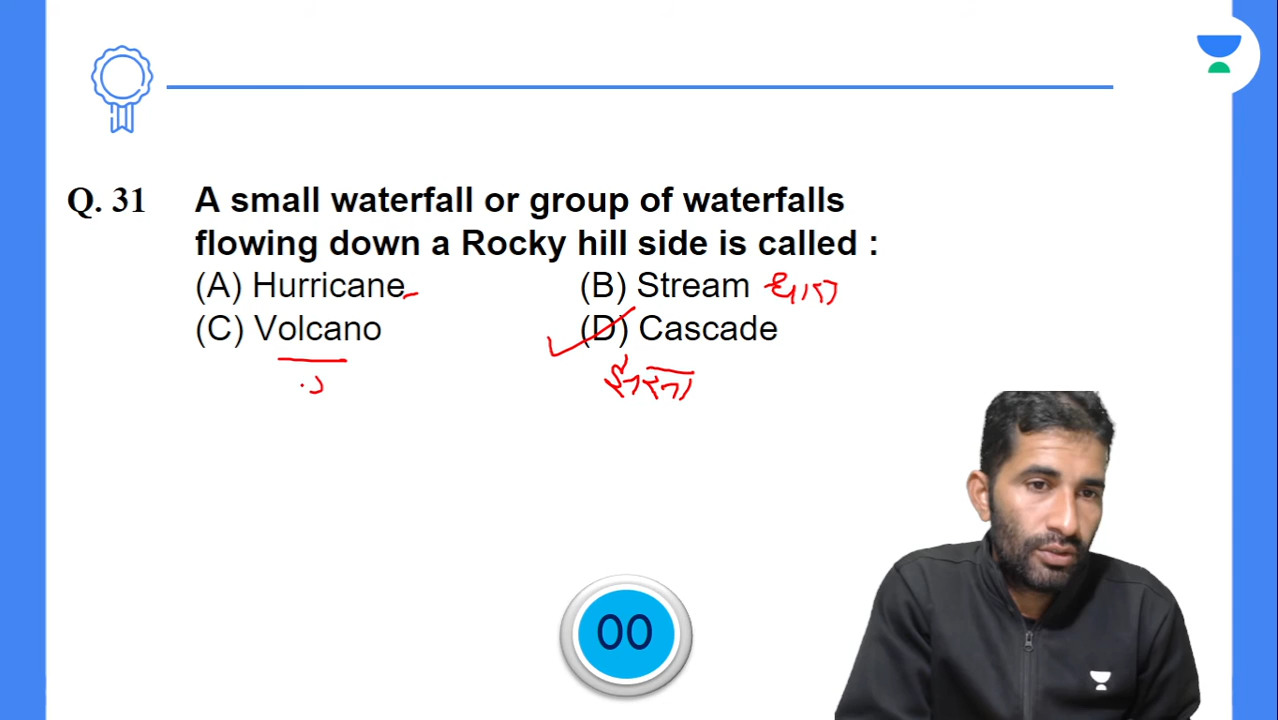 Q. 31 A small waterfall or group of waterfalls
flowing down a Rocky hill side is called :
(A) Hurricane (B) Stream धारा
(C) Volcano (D) Cascade
झरना
00